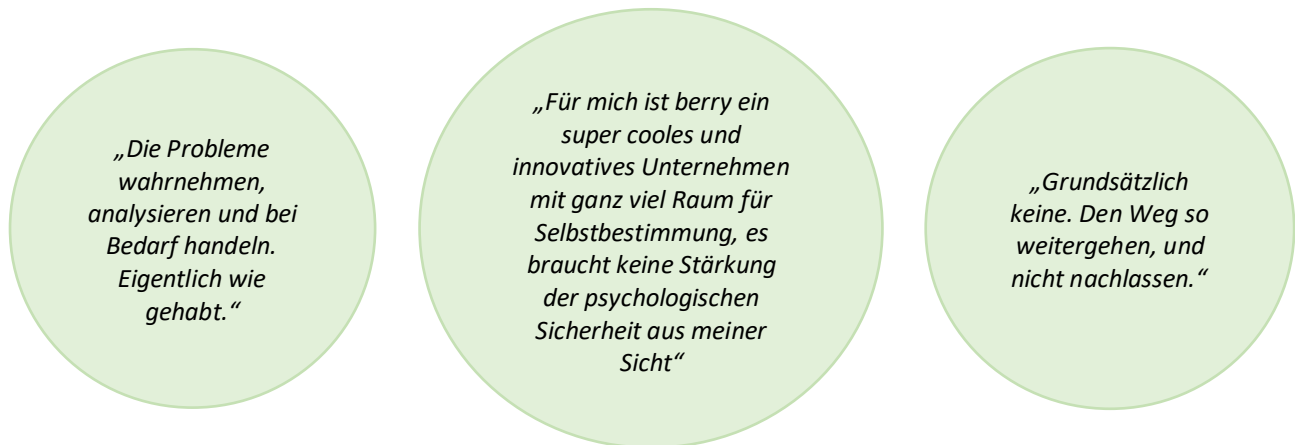 „Die Probleme
wahrnehmen,
analysieren und bei
Bedarf handeln.
Eigentlich wie
gehabt.“
„Für mich ist berry ein
super cooles und
innovatives Unternehmen
mit ganz viel Raum für
Selbstbestimmung, es
braucht keine Stärkung
der psychologischen
Sicherheit aus meiner
Sicht“
„Grundsätzlich
keine. Den Weg so
weitergehen, und
nicht nachlassen.“